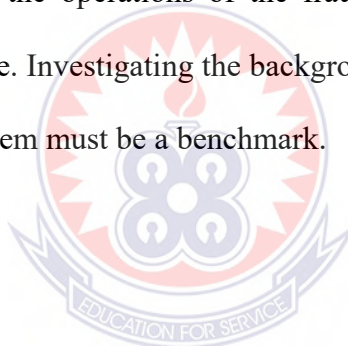 the operations of the
e. Investigating the backgro
em must be a benchmark.
EDUCATION FOR SERVICE